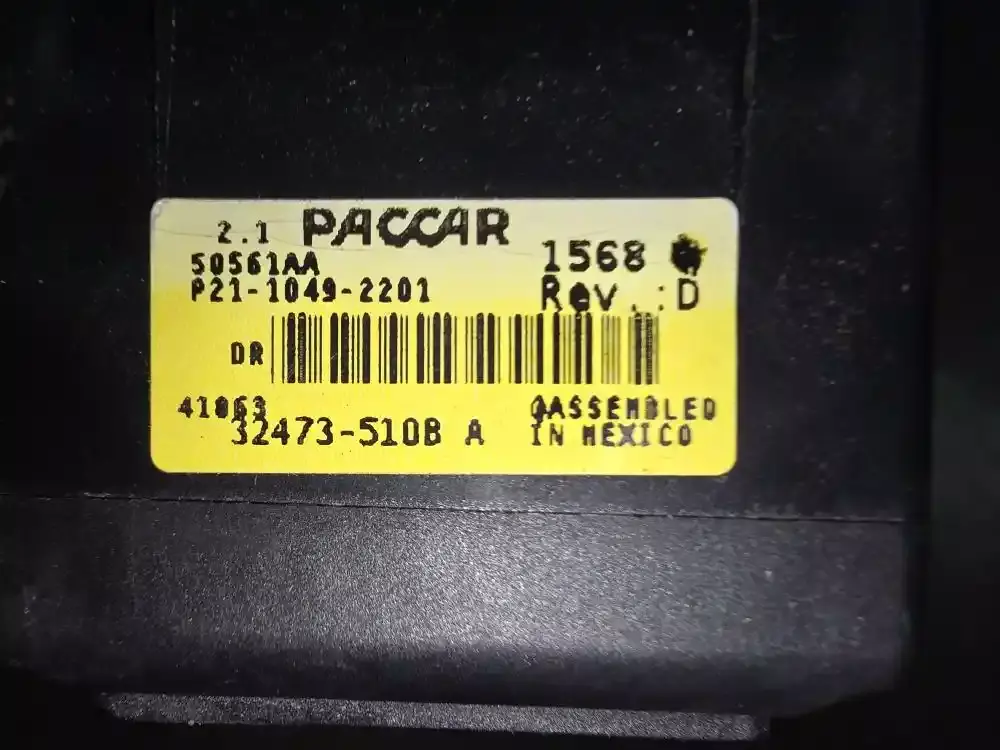 2.1 PACCAR
50561AA
1568
P21-1049-2201
Rev.:D
DR
41063
32473-510B A
ASSEMBLED
IN MEXICO